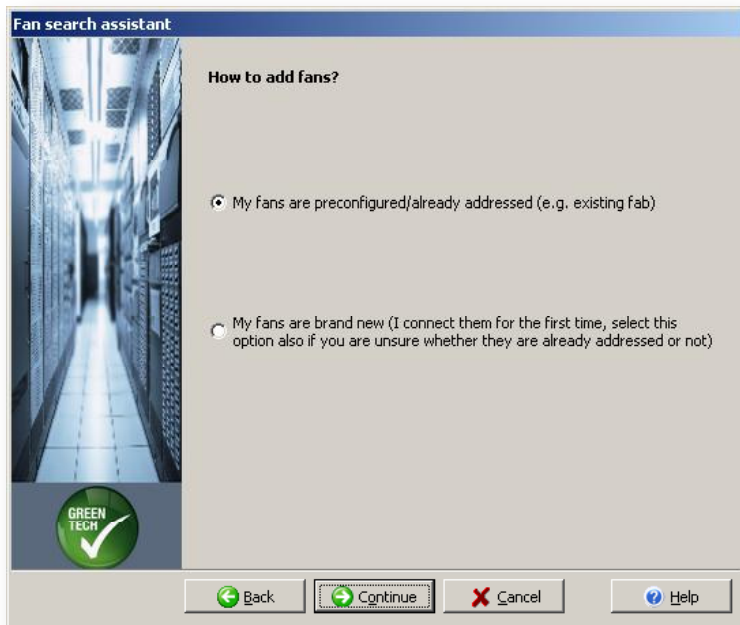 Fan search assistant
How to add fans?
My fans are preconfigured/already addressed (e.g. existing fab)
My fans are brand new (I connect them for the first time, select this
option also if you are unsure whether they are already addressed or not)
GREEN
TECH
Back
Continue
Cancel
Help